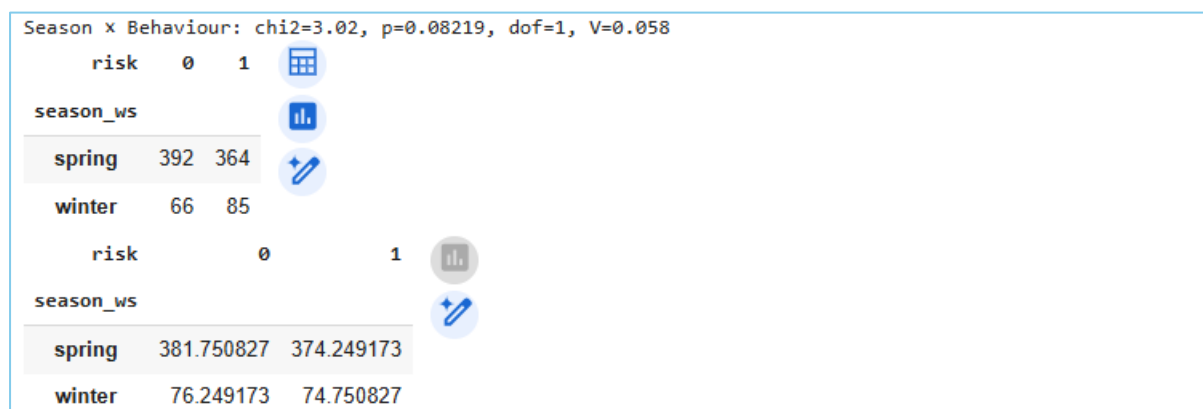 Season x Behaviour: chi2=3.02, p=0.08219, dof=1, V=0.058
risk 0 1
season_ws
spring 392 364
winter 66 85
risk 0 1
season_ws
spring 381.750827 374.249173
winter 76.249173 74.750827